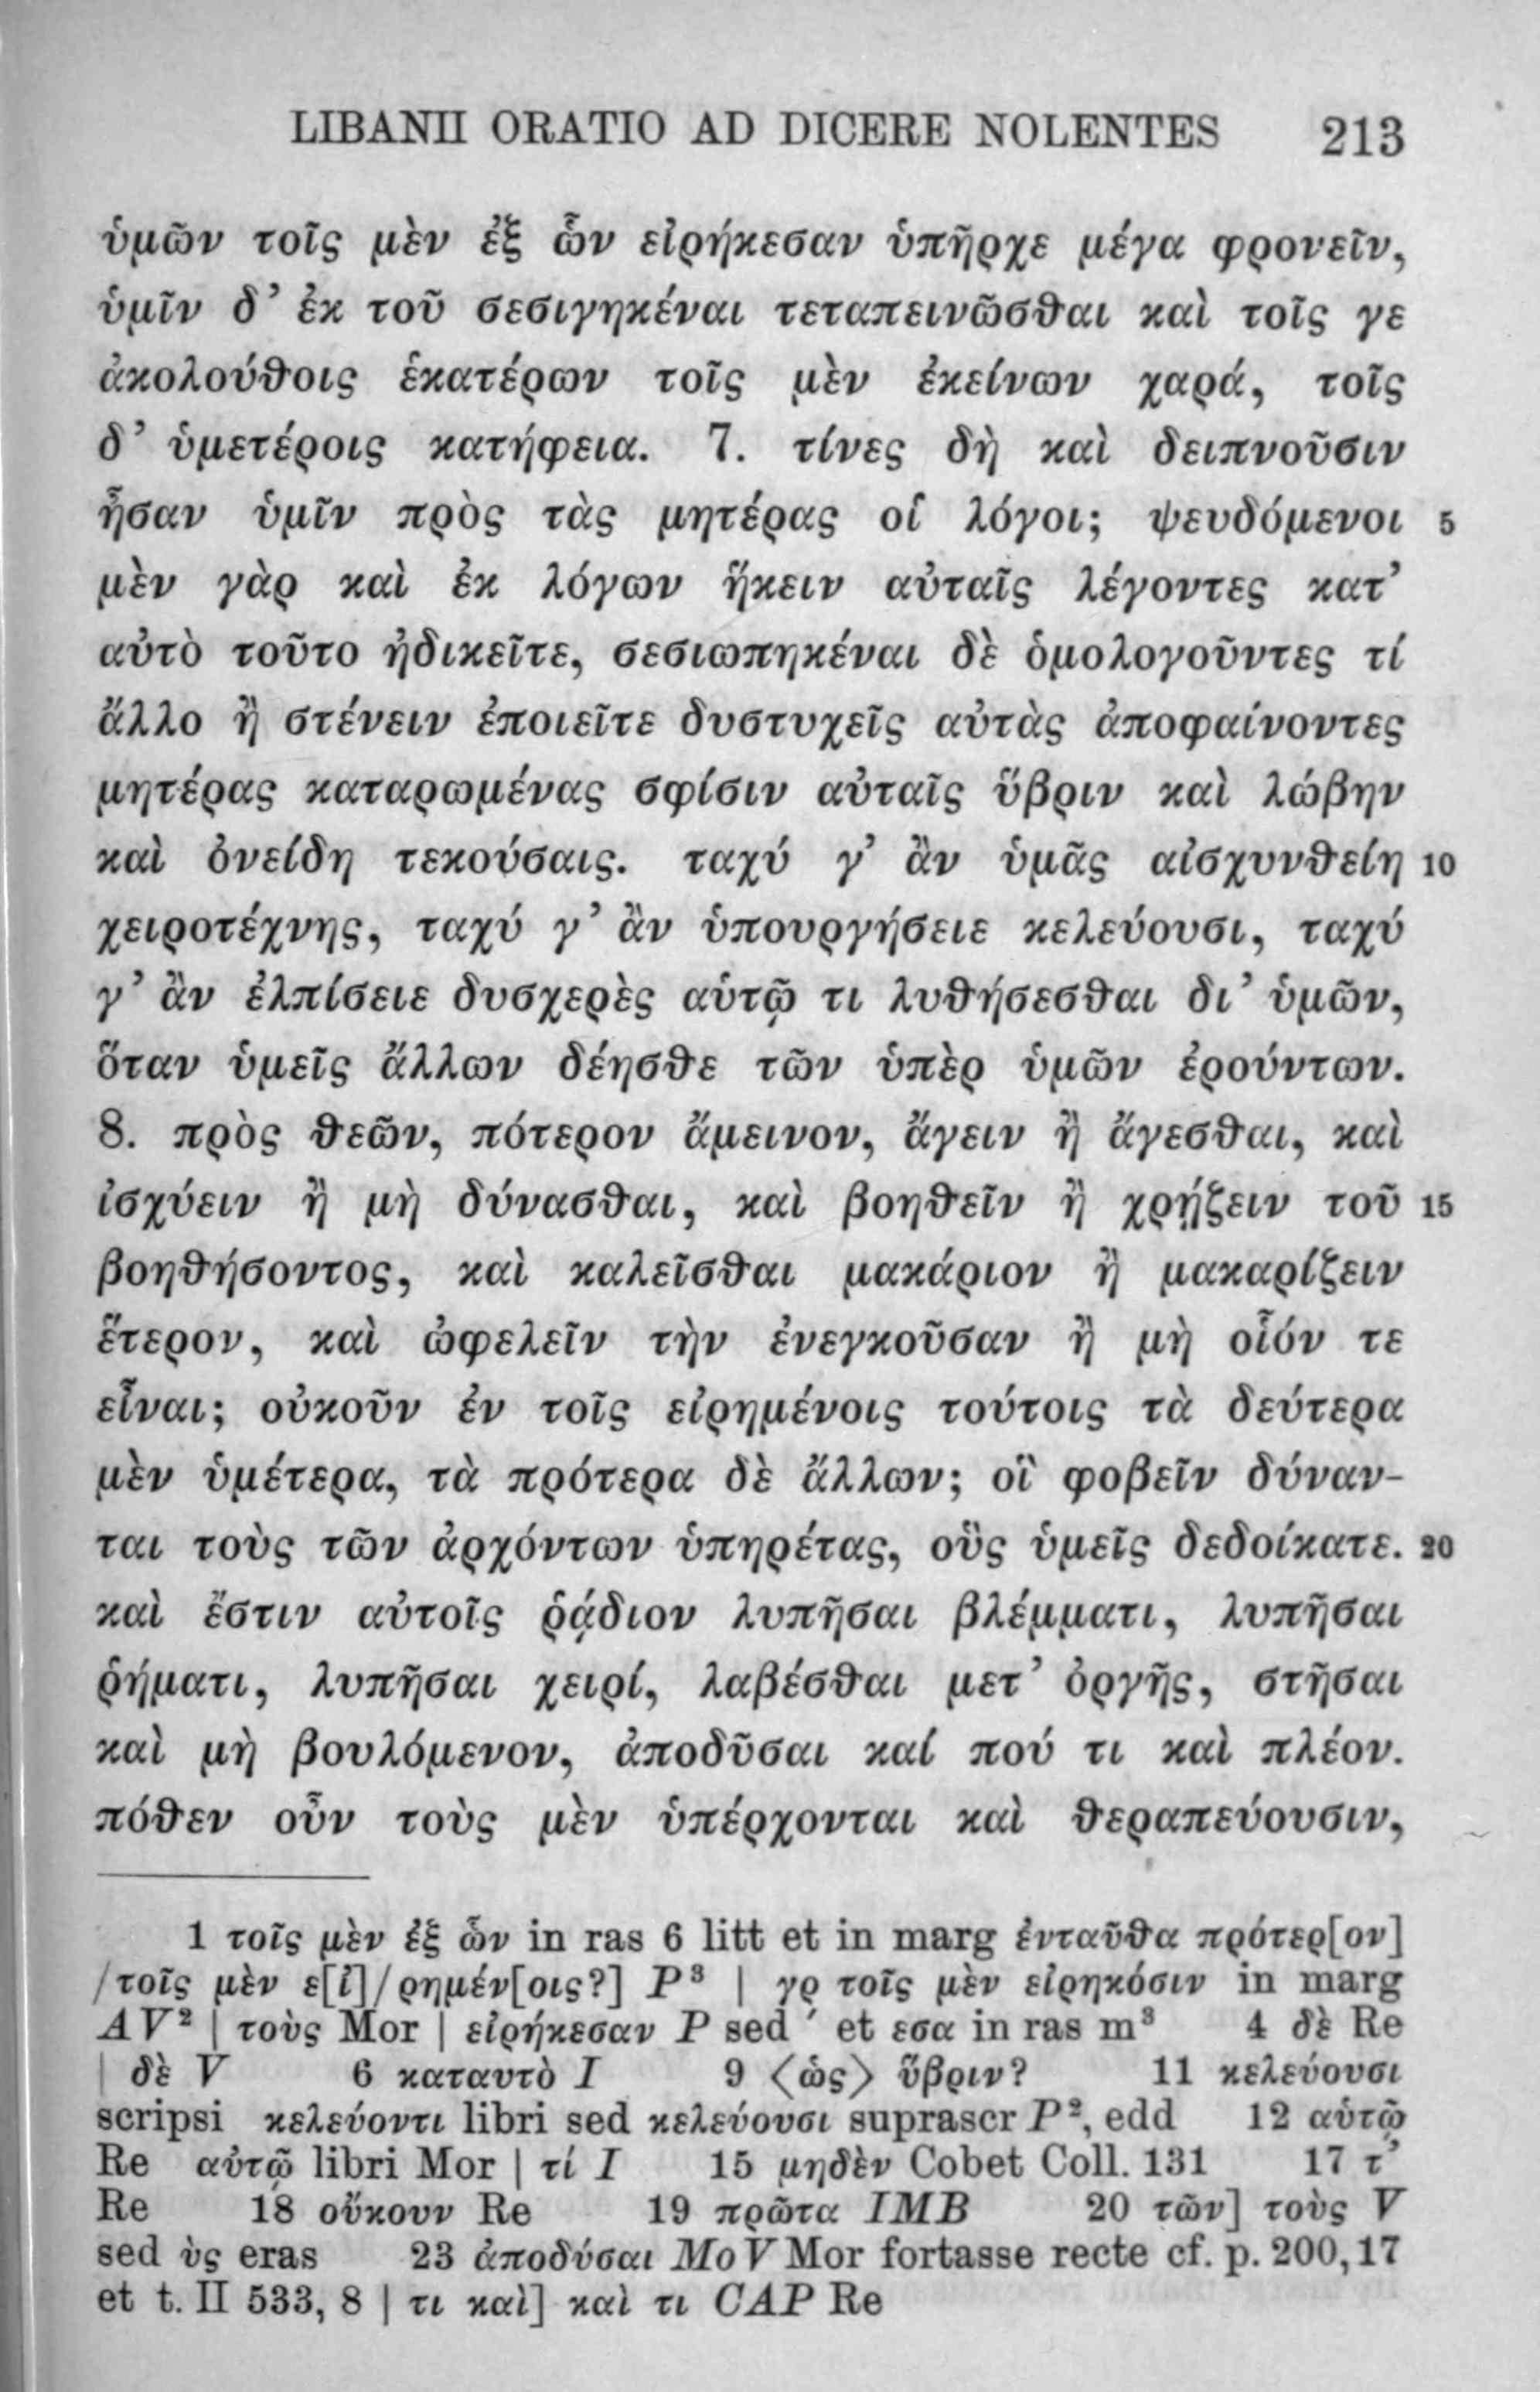 LIBANII ORATIO AD DICERE NOLENTES 213
ὑμῶν τοῖς μὲν ἐξ ὧν εἰρήκεσαν ὑπῆρχε μέγα φρονεῖν,
ὑμῖν δ’ ἐκ τοῦ σεσιγηκέναι τεταπεινῶσθαι καὶ τοῖς γε
ἀκολούθοις ἑκατέρων τοῖς μὲν ἐκείνων χαρά, τοῖς
δ’ ὑμετέροις κατήφεια. 7. τίνες δὴ καὶ δειπνοῦσιν
ἦσαν ὑμῖν πρὸς τὰς μητέρας οἱ λόγοι; ψευδόμενοι 5
μὲν γὰρ καὶ ἐκ λόγων ἥκειν αὐταῖς λέγοντες κατ’
αὐτὸ τοῦτο ἠδικεῖτε, σεσιωπηκέναι δὲ ὁμολογοῦντες τί
ἄλλο ἢ στένειν ἐποιεῖτε δυστυχεῖς αὐτὰς ἀποφαίνοντες
μητέρας καταρωμένας σφίσιν αὐταῖς ὕβριν καὶ λώβην
καὶ ὀνείδη τεκούσαις. ταχύ γ’ ἂν ὑμᾶς αἰσχυνθείη 10
χειροτέχνης, ταχύ γ’ ἂν ὑπουργήσειε κελεύουσι, ταχύ
γ’ ἂν ἐλπίσειε δυσχερὲς αὑτῷ τι λυθήσεσθαι δι’ ὑμῶν,
ὅταν ὑμεῖς ἄλλων δέησθε τῶν ὑπὲρ ὑμῶν ἐρούντων.
8. πρὸς θεῶν, πότερον ἄμεινον, ἄγειν ἢ ἄγεσθαι, καὶ
ἰσχύειν ἢ μὴ δύνασθαι, καὶ βοηθεῖν ἢ χρῄζειν τοῦ 15
βοηθήσοντος, καὶ καλεῖσθαι μακάριον ἢ μακαρίζειν
ἕτερον, καὶ ὠφελεῖν τὴν ἐνεγκοῦσαν ἢ μὴ οἷόν τε
εἶναι; οὐκοῦν ἐν τοῖς εἰρημένοις τούτοις τὰ δεύτερα
μὲν ὑμέτερα, τὰ πρότερα δὲ ἄλλων; οἳ φοβεῖν δύναν-
ται τοὺς τῶν ἀρχόντων ὑπηρέτας, οὓς ὑμεῖς δεδοίκατε. 20
καὶ ἔστιν αὐτοῖς ῥᾴδιον λυπῆσαι βλέμματι, λυπῆσαι
ῥήματι, λυπῆσαι χειρί, λαβέσθαι μετ’ ὀργῆς, στῆσαι
καὶ μὴ βουλόμενον, ἀποδῦσαι καί πού τι καὶ πλέον.
πόθεν οὖν τοὺς μὲν ὑπέρχονται καὶ θεραπεύουσιν,
1 τοῖς μὲν ἐξ ὧν in ras 6 litt et in marg ἐνταῦθα πρότερ[ον]
/τοῖς μὲν ε[ἰ]/ρημέν[οις?] P³ | γρ τοῖς μὲν εἰρηκόσιν in marg
AV² | τοὺς Mor | εἰρήκεσαν P sed ´ et εσα in ras m³ 4 δὲ Re
| δὲ V 6 καταυτὸ I 9 ⟨ὡς⟩ ὕβριν? 11 κελεύουσι
scripsi κελεύοντι libri sed κελεύουσι suprascr P², edd 12 αὑτῷ
Re αὐτῷ libri Mor | τί I 15 μηδὲν Cobet Coll. 131 17 τ’
Re 18 οὔκουν Re 19 πρῶτα IMB 20 τῶν] τοὺς V
sed ὺς eras 23 ἀποδύσαι MoV Mor fortasse recte cf. p. 200,17
et t. II 533, 8 | τι καὶ] καὶ τι CAP Re